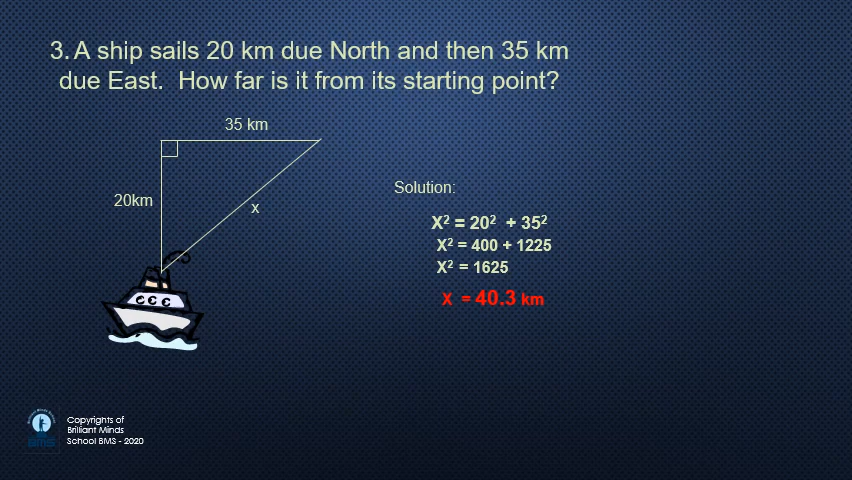 3. A ship sails 20 km due North and then 35 km
due East. How far is it from its starting point?
35 km
20km
x
Solution:
X² = 20² + 35²
X² = 400 + 1225
X² = 1625
X = 40.3 km
Copyrights of
Brilliant Minds
School BMS - 2020
BMS